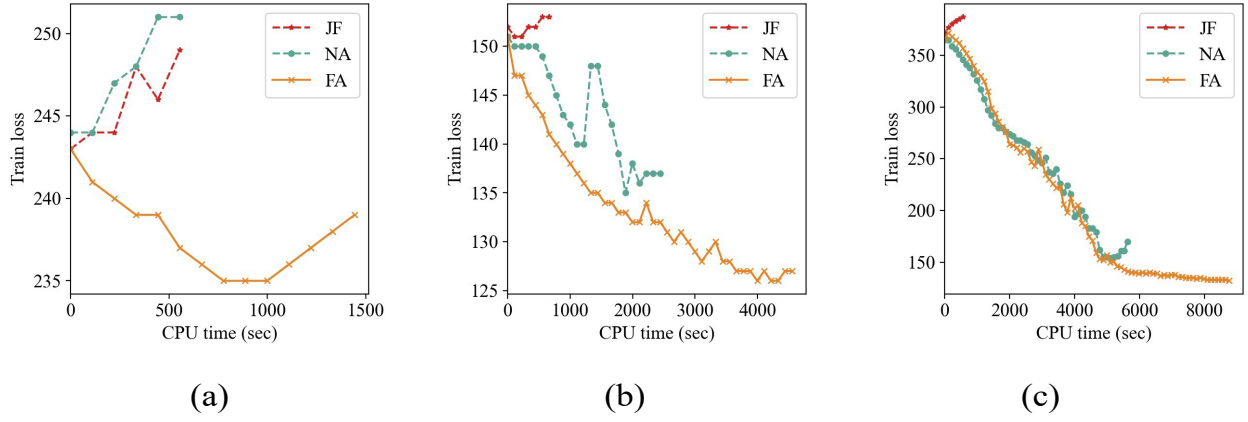 250
245
240
235
Train loss
0
500
1000
1500
CPU time (sec)
JF
NA
FA
(a)
150
145
140
135
130
125
Train loss
0
1000
2000
3000
4000
CPU time (sec)
JF
NA
FA
(b)
350
300
250
200
150
Train loss
0
2000
4000
6000
8000
CPU time (sec)
JF
NA
FA
(c)